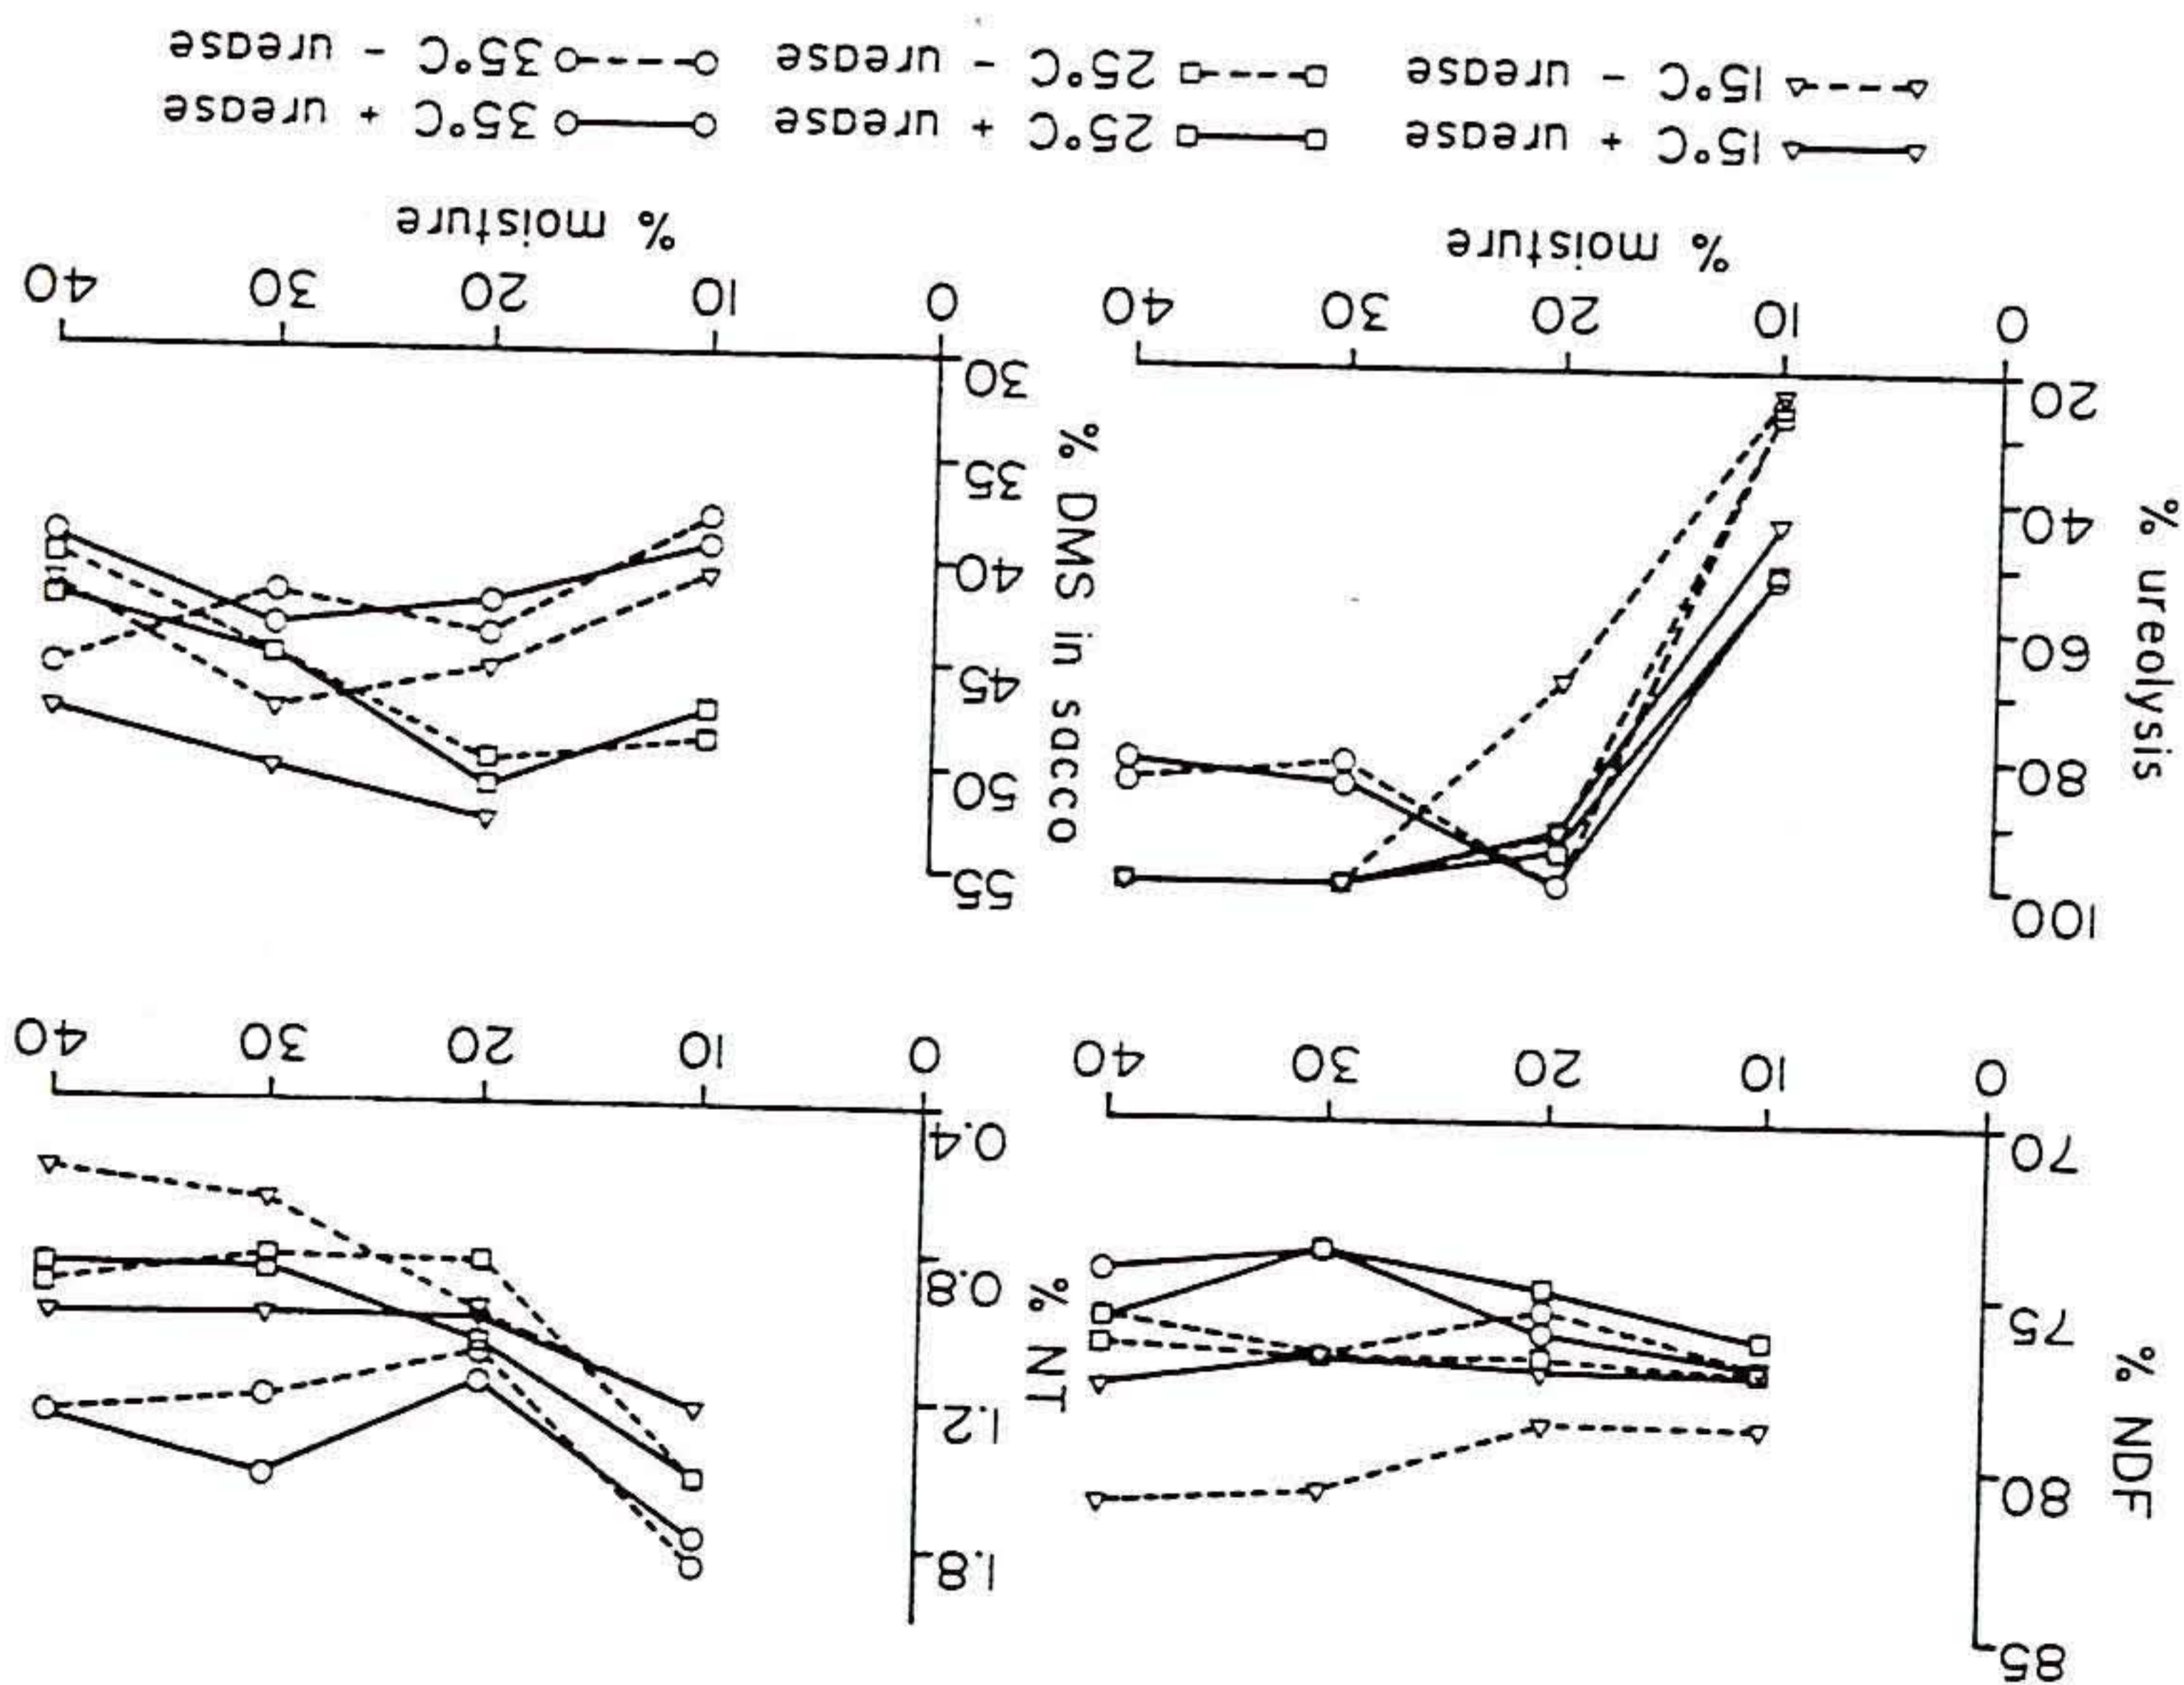 % NDF
85
80
75
70
0 10 20 30 40
% NT
1.8
1.2
0.8
0.4
0 10 20 30 40
% ureolysis
100
80
60
40
20
0 10 20 30 40
% moisture
% DMS in sacco
55
50
45
40
35
30
0 10 20 30 40
% moisture
15°C + urease 25°C + urease 35°C + urease
15°C - urease 25°C - urease 35°C - urease